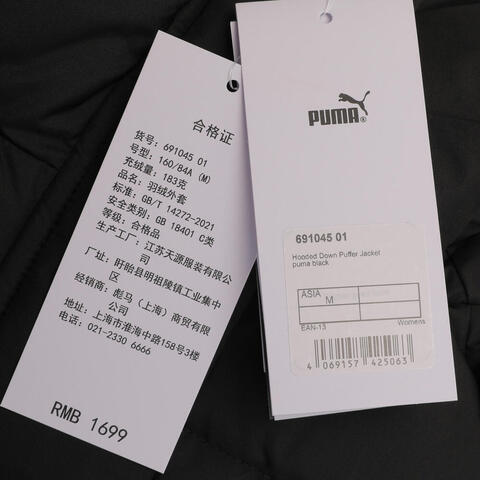 合格证
货号: 691045 01
号型: 160/84A (M)
充绒量: 183克
品名: 羽绒外套
标准: GB/T 14272-2021
安全类别: GB 18401 C类
等级: 合格品
生产工厂: 江苏天源服装有限公
司
厂址: 盱眙县明祖陵镇工业集中
区
经销商: 彪马(上海)商贸有限
公司
地址: 上海市淮海中路158号3楼
电话: 021-2330 6666
RMB 1699
PUMA®
691045 01
Hooded Down Puffer Jacket
puma black
ASIA
M
EAN-13
Womens
4 069157 425063